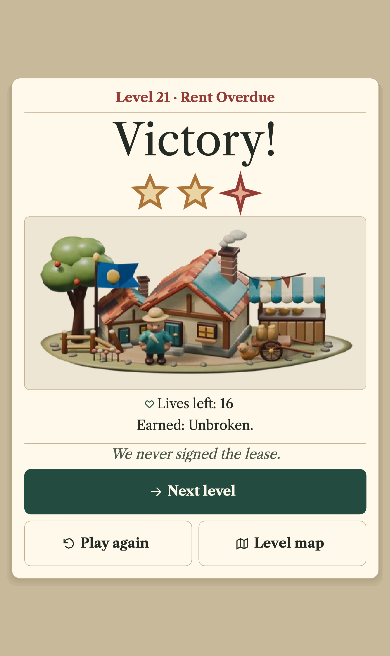 Level 21 · Rent Overdue
Victory!
Lives left: 16
Earned: Unbroken.
We never signed the lease.
→ Next level
Play again
Level map